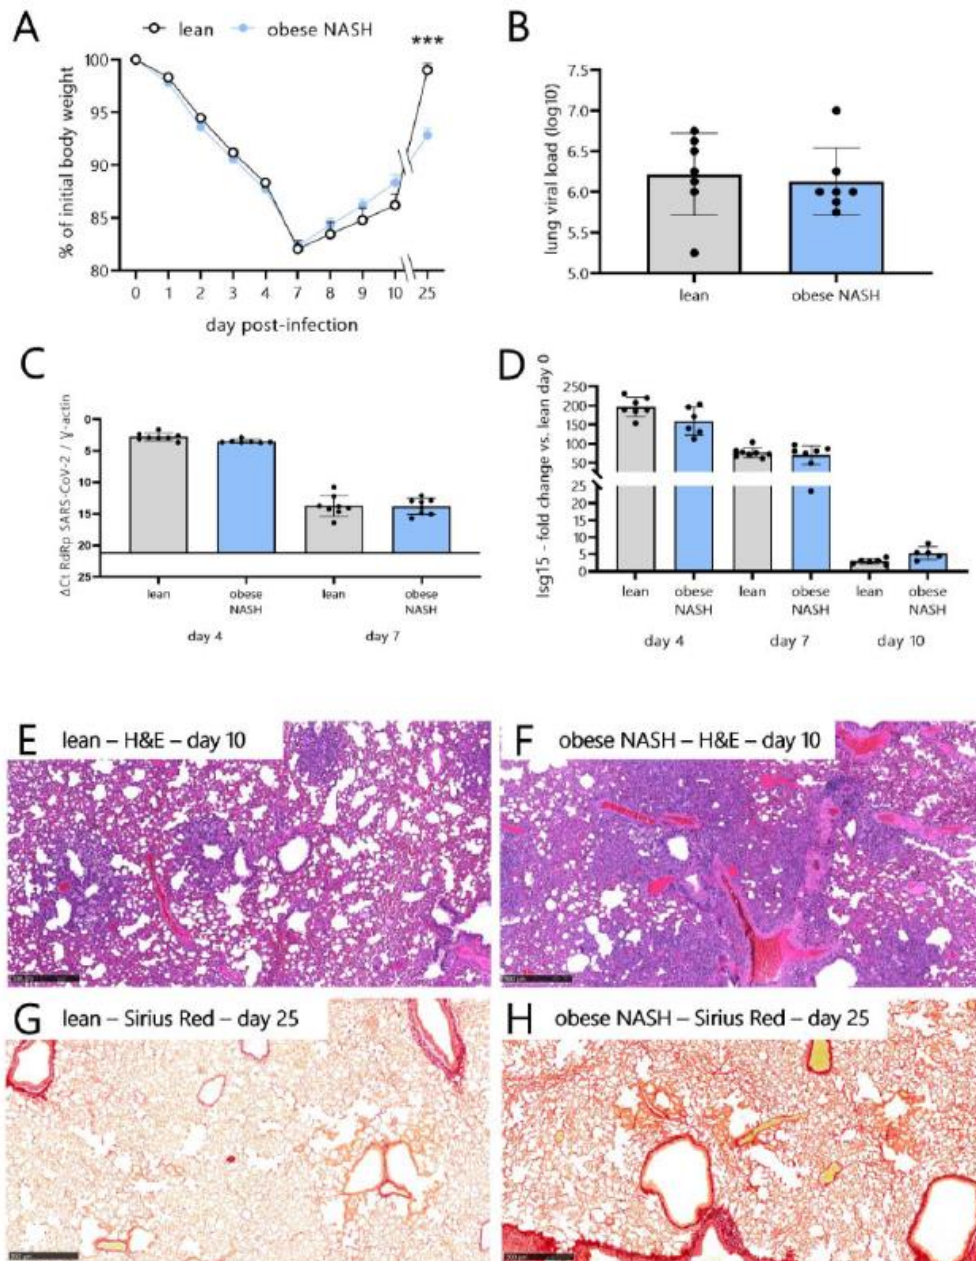 A
lean
obese NASH
***
% of initial body weight
100
95
90
85
80
0 1 2 3 4 7 8 9 10 25
day post-infection
B
lung viral load (log10)
7.5
7.0
6.5
6.0
5.5
5.0
lean
obese NASH
C
ΔCt RdRp SARS-CoV-2 / γ-actin
0
5
10
15
20
25
lean
obese
NASH
lean
obese
NASH
day 4
day 7
D
Isg15 - fold change vs. lean day 0
250
200
150
100
50
25
20
15
10
5
0
lean
obese
NASH
lean
obese
NASH
lean
obese
NASH
day 4
day 7
day 10
E lean – H&E – day 10
F obese NASH – H&E – day 10
G lean – Sirius Red – day 25
H obese NASH – Sirius Red – day 25